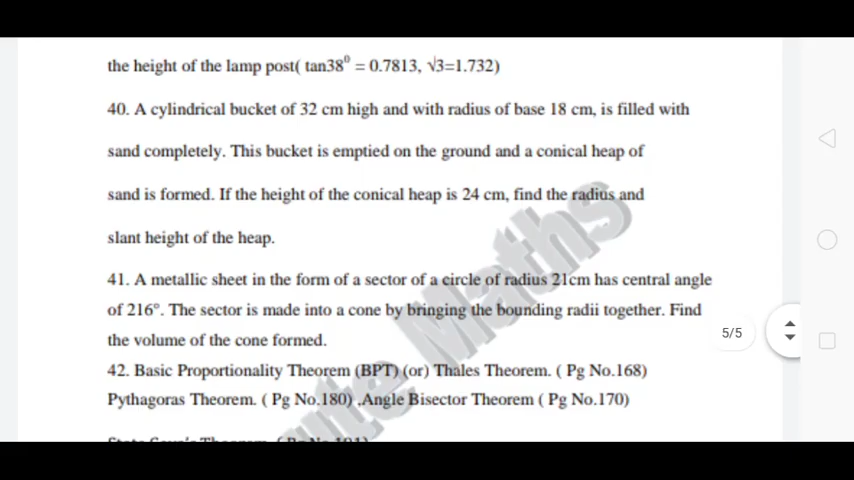 the height of the lamp post( tan38⁰ = 0.7813, √3=1.732)
40. A cylindrical bucket of 32 cm high and with radius of base 18 cm, is filled with
sand completely. This bucket is emptied on the ground and a conical heap of
sand is formed. If the height of the conical heap is 24 cm, find the radius and
slant height of the heap.
41. A metallic sheet in the form of a sector of a circle of radius 21cm has central angle
of 216°. The sector is made into a cone by bringing the bounding radii together. Find
the volume of the cone formed.
5/5
42. Basic Proportionality Theorem (BPT) (or) Thales Theorem. ( Pg No.168)
Pythagoras Theorem. ( Pg No.180) ,Angle Bisector Theorem ( Pg No.170)
Maths